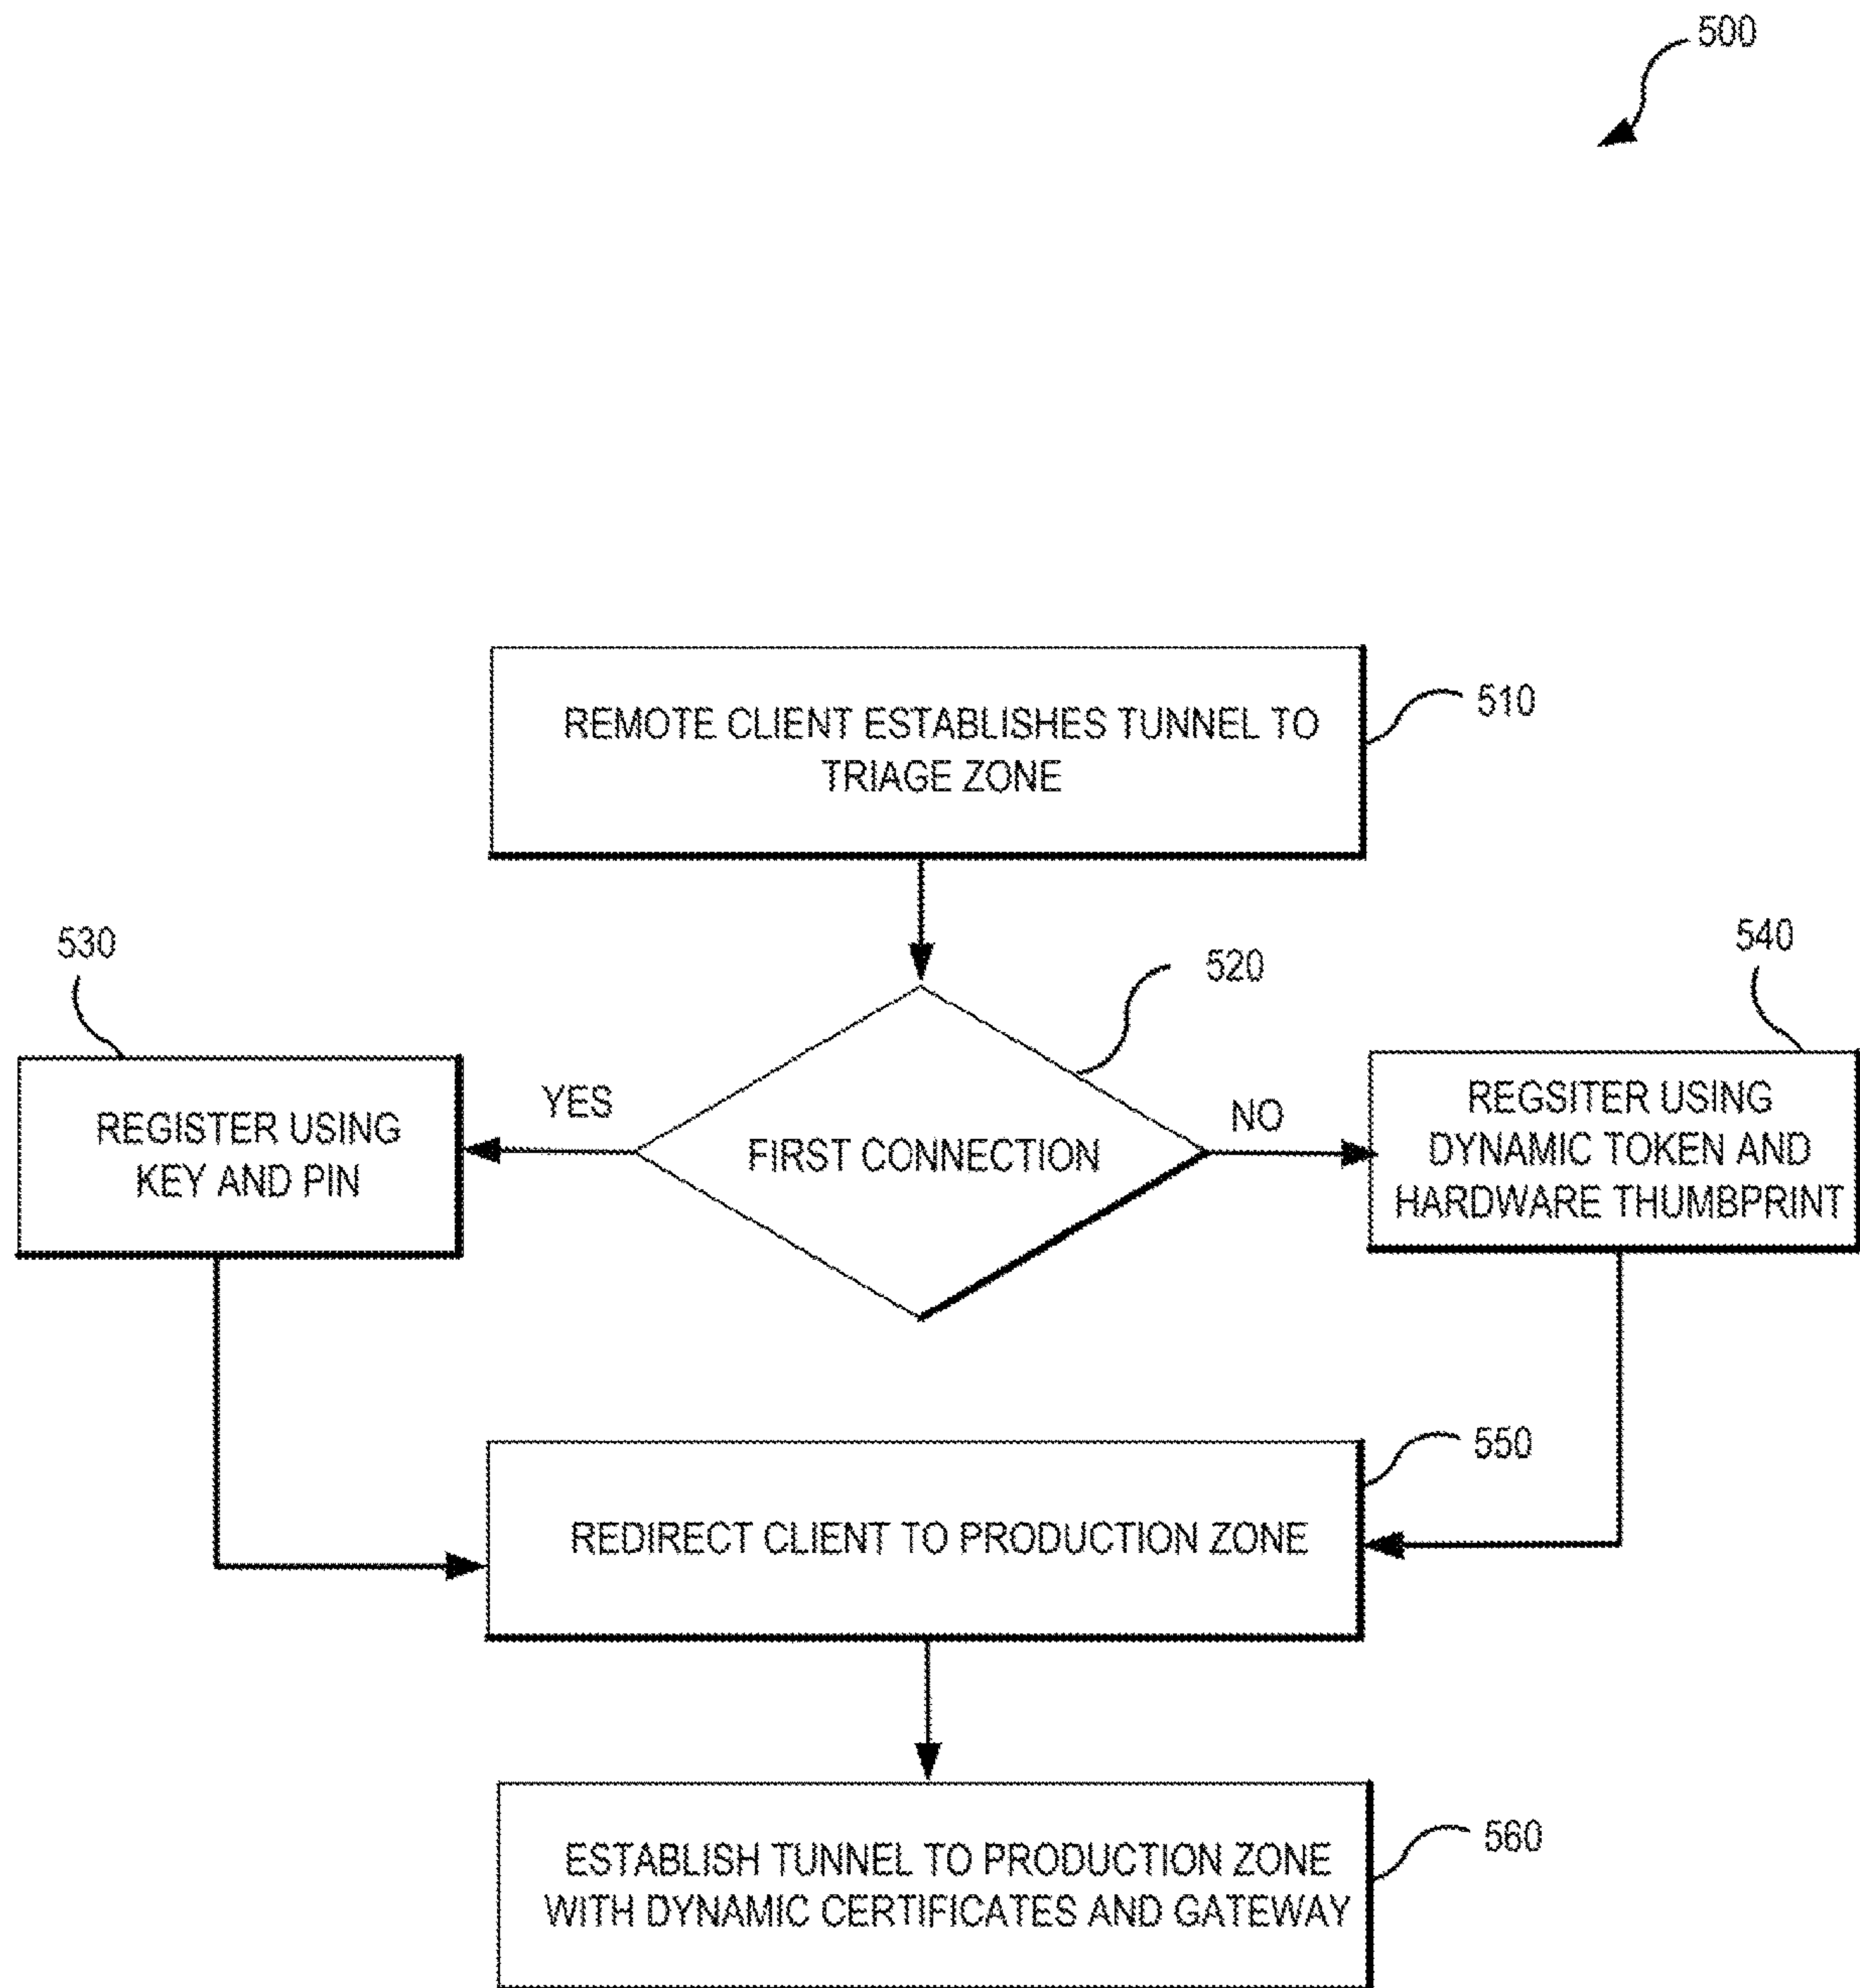 500
REMOTE CLIENT ESTABLISHES TUNNEL TO
TRIAGE ZONE
510
530
520
540
YES
FIRST CONNECTION
NO
REGISTER USING
KEY AND PIN
REGSITER USING
DYNAMIC TOKEN AND
HARDWARE THUMBPRINT
550
REDIRECT CLIENT TO PRODUCTION ZONE
ESTABLISH TUNNEL TO PRODUCTION ZONE
WITH DYNAMIC CERTIFICATES AND GATEWAY
560